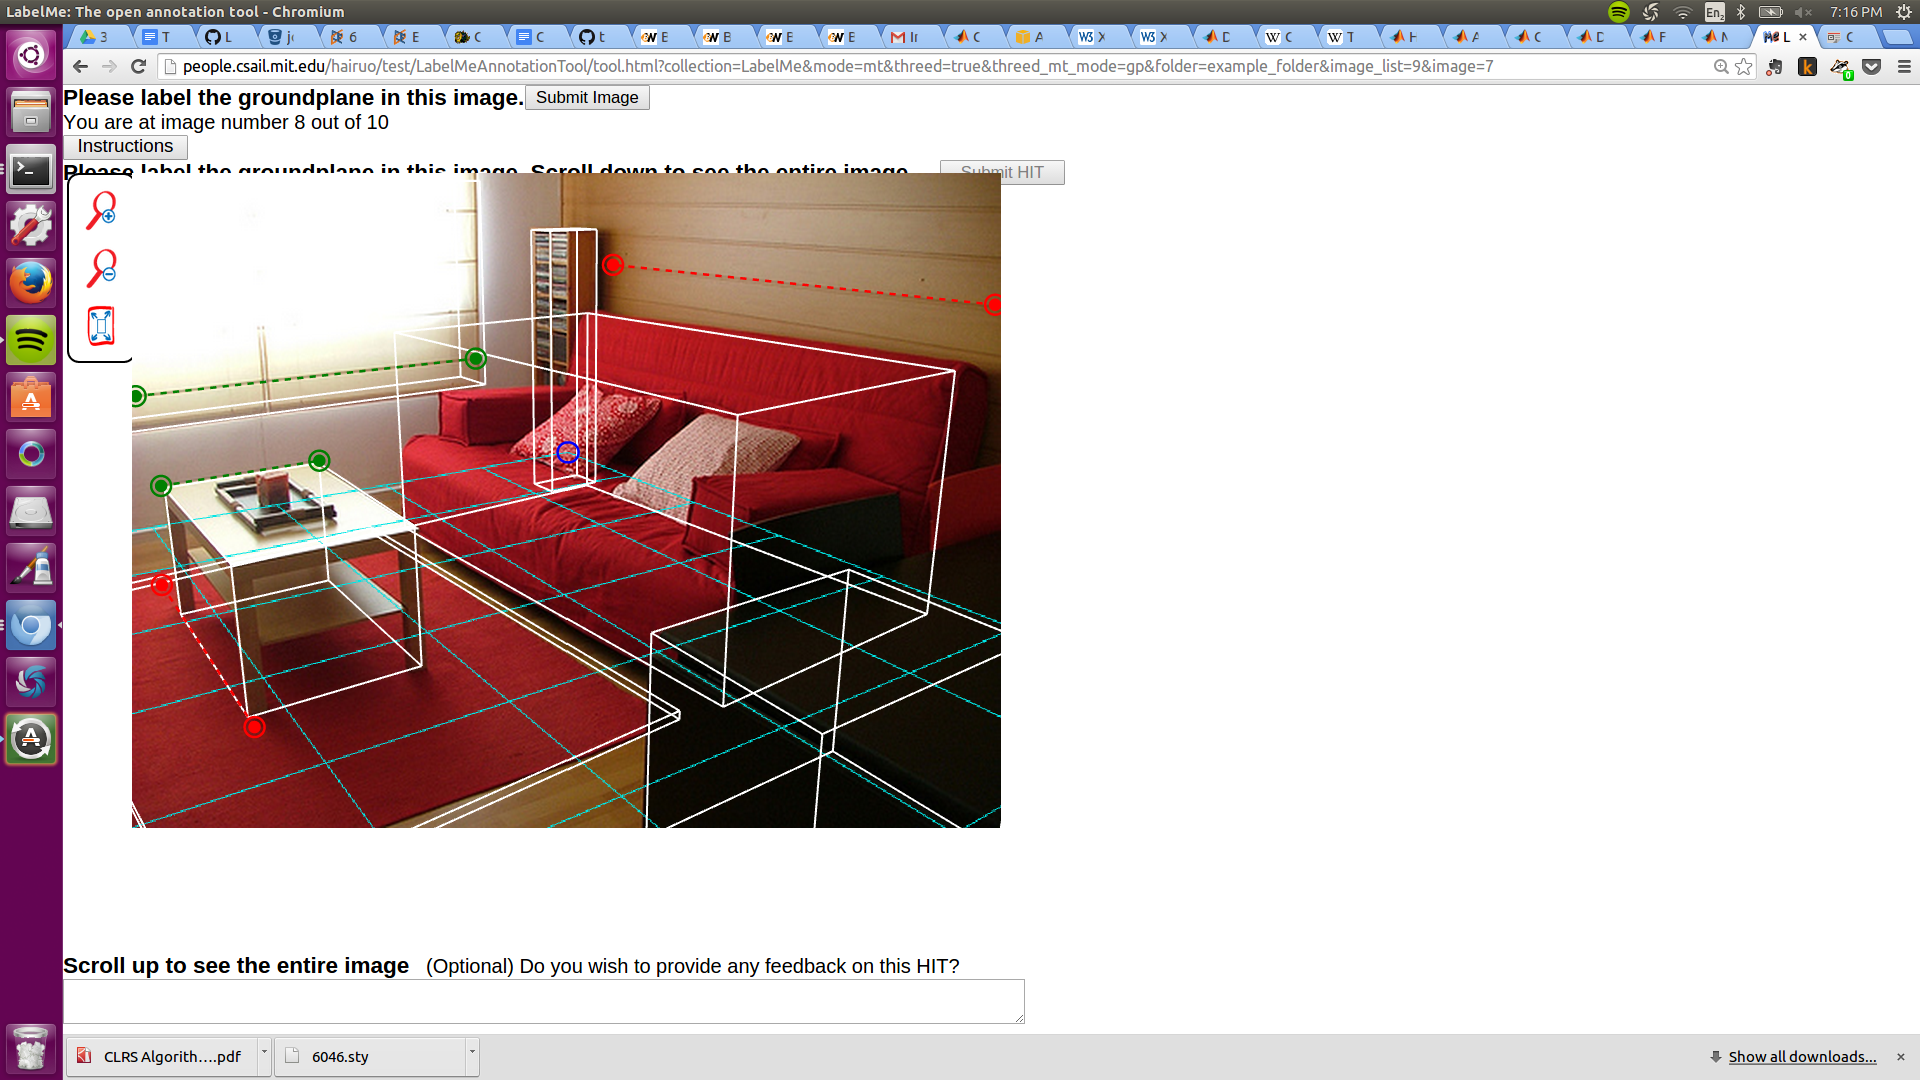 LabelMe: The open annotation tool - Chromium
En2 7:16 PM
3 T L j 6 E C C t E B E E Ir C A X X D C T H A C D F N L × C
people.csail.mit.edu/hairuo/test/LabelMeAnnotationTool/tool.html?collection=LabelMe&mode=mt&threed=true&threed_mt_mode=gp&folder=example_folder&image_list=9&image=7
Please label the groundplane in this image. Submit Image
You are at image number 8 out of 10
Instructions
Please label the groundplane in this image. Scroll down to see the entire image. Submit HIT
Scroll up to see the entire image (Optional) Do you wish to provide any feedback on this HIT?
CLRS Algorith....pdf 6046.sty Show all downloads...